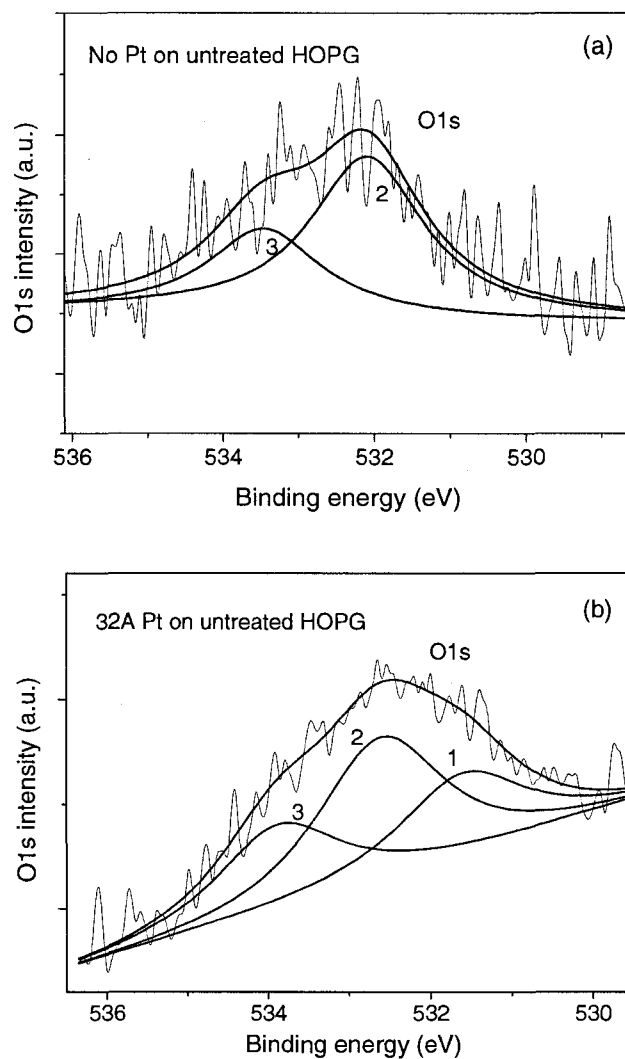 (a)
No Pt on untreated HOPG
O1s
2
3
O1s intensity (a.u.)
536
534
532
530
Binding energy (eV)
(b)
32A Pt on untreated HOPG
O1s
2
1
3
O1s intensity (a.u.)
536
534
532
530
Binding energy (eV)